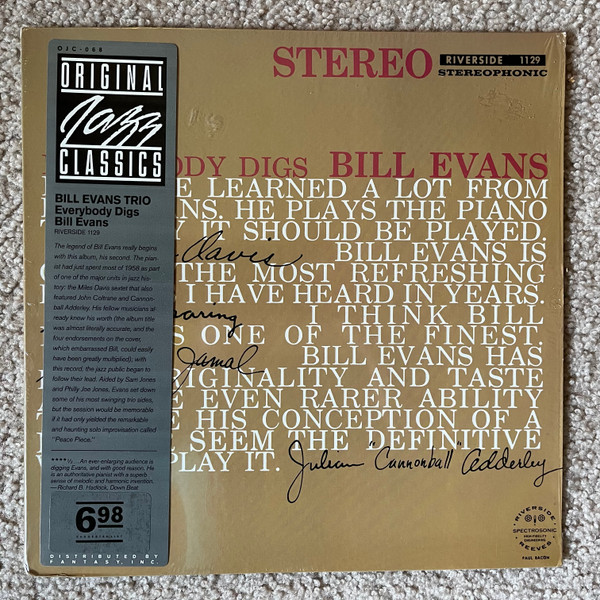 OJC-068
ORIGINAL
Jazz
CLASSICS
BILL EVANS TRIO
Everybody Digs
Bill Evans
RIVERSIDE 1129
The legend of Bill Evans really begins
with this album, his second. The pian-
ist had just spent most of 1958 as part
of one of the major units in jazz his-
tory: the Miles Davis sextet that also
featured John Coltrane and Cannon-
ball Adderley. His fellow musicians al-
ready knew his worth (the album title
was almost literally accurate, and the
four endorsements on the cover,
which embarrassed Bill, could easily
have been greatly multiplied); with
this record, the jazz public began to
follow their lead. Aided by Sam Jones
and Philly Joe Jones, Evans set down
some of his most swinging trio sides,
but the session would be memorable
if it had only yielded the remarkable
and haunting solo improvisation called
"Peace Piece."
★★★★½ . . . An ever-enlarging audience is
digging Evans, and with good reason. He
is an authoritative pianist with a superb
sense of melodic and harmonic invention.
—Richard B. Hadlock, Down Beat
6.98
DISTRIBUTED BY
FANTASY, INC.
STEREO
RIVERSIDE 1129
STEREOPHONIC
BODY DIGS BILL EVANS
E LEARNED A LOT FROM
NS. HE PLAYS THE PIANO
Y IT SHOULD BE PLAYED.
Davis BILL EVANS IS
THE MOST REFRESHING
I HAVE HEARD IN YEARS.
earing I THINK BILL
S ONE OF THE FINEST.
Jamal BILL EVANS HAS
RIGINALITY AND TASTE
E EVEN RARER ABILITY
HIS CONCEPTION OF A
SEEM THE DEFINITIVE
PLAY IT. Julian "Cannonball" Adderley
RIVERSIDE
SPECTROSONIC
HIGH-FIDELITY
ENGINEERING
REEVES
PAUL BACON